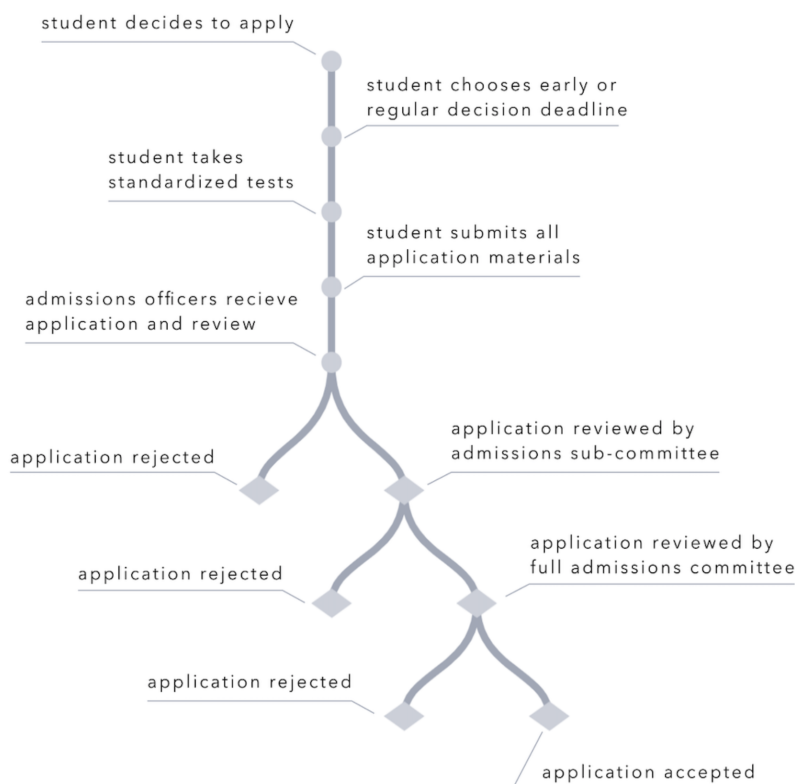 student decides to apply
student chooses early or
regular decision deadline
student takes
standardized tests
student submits all
application materials
admissions officers recieve
application and review
application rejected
application reviewed by
admissions sub-committee
application rejected
application reviewed by
full admissions committee
application rejected
application accepted